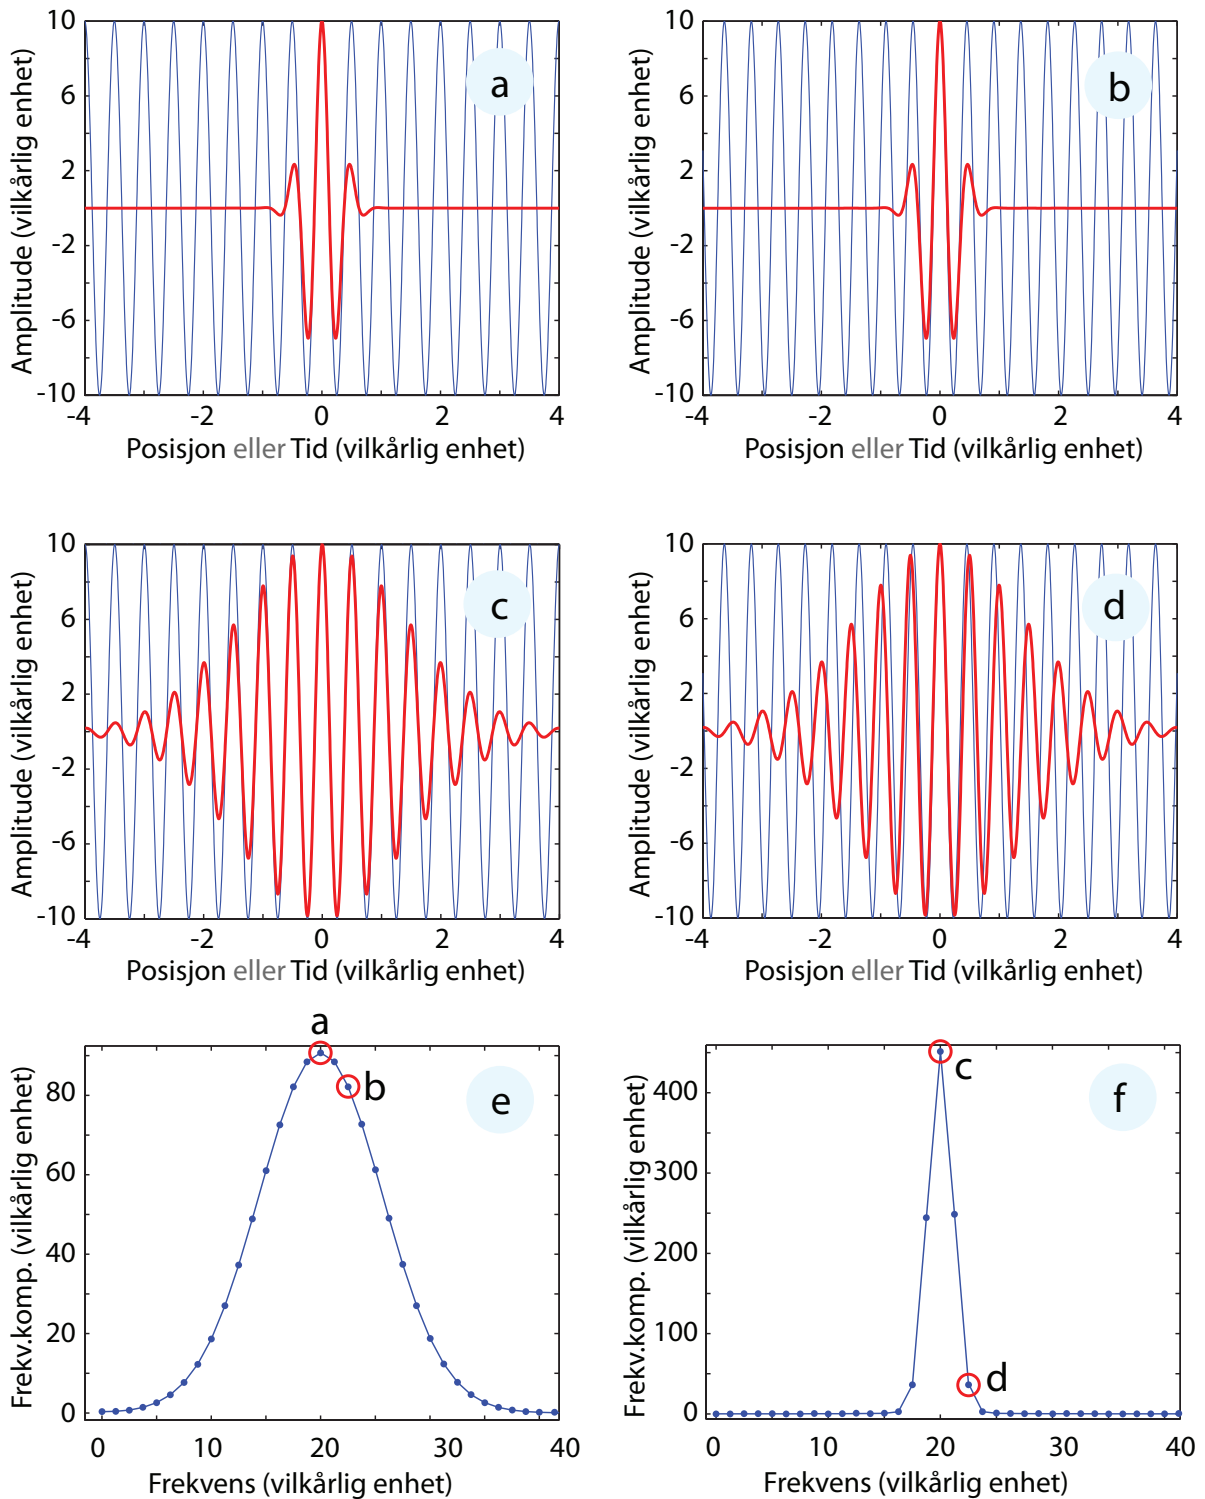 10
6
2
-2
-6
-10
-4
-2
0
2
4
Amplitude (vilkårlig enhet)
Posisjon eller Tid (vilkårlig enhet)
a
10
6
2
-2
-6
-10
-4
-2
0
2
4
Amplitude (vilkårlig enhet)
Posisjon eller Tid (vilkårlig enhet)
b
10
6
2
-2
-6
-10
-4
-2
0
2
4
Amplitude (vilkårlig enhet)
Posisjon eller Tid (vilkårlig enhet)
c
10
6
2
-2
-6
-10
-4
-2
0
2
4
Amplitude (vilkårlig enhet)
Posisjon eller Tid (vilkårlig enhet)
d
a
b
e
80
60
40
20
0
0
10
20
30
40
Frekv.komp. (vilkårlig enhet)
Frekvens (vilkårlig enhet)
c
d
f
400
300
200
100
0
0
10
20
30
40
Frekv.komp. (vilkårlig enhet)
Frekvens (vilkårlig enhet)